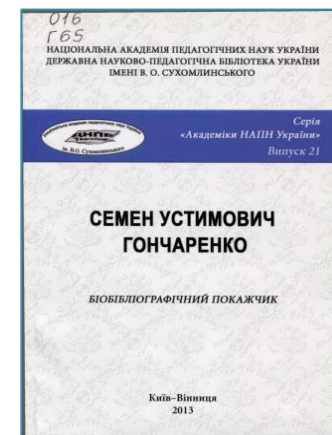 016
Г65
НАЦІОНАЛЬНА АКАДЕМІЯ ПЕДАГОГІЧНИХ НАУК УКРАЇНИ
ДЕРЖАВНА НАУКОВО-ПЕДАГОГІЧНА БІБЛІОТЕКА УКРАЇНИ
ІМЕНІ В. О. СУХОМЛИНСЬКОГО
Серія
«Академіки НАПН України»
Випуск 21
СЕМЕН УСТИМОВИЧ
ГОНЧАРЕНКО
БІОБІБЛІОГРАФІЧНИЙ ПОКАЖЧИК
Київ–Вінниця
2013